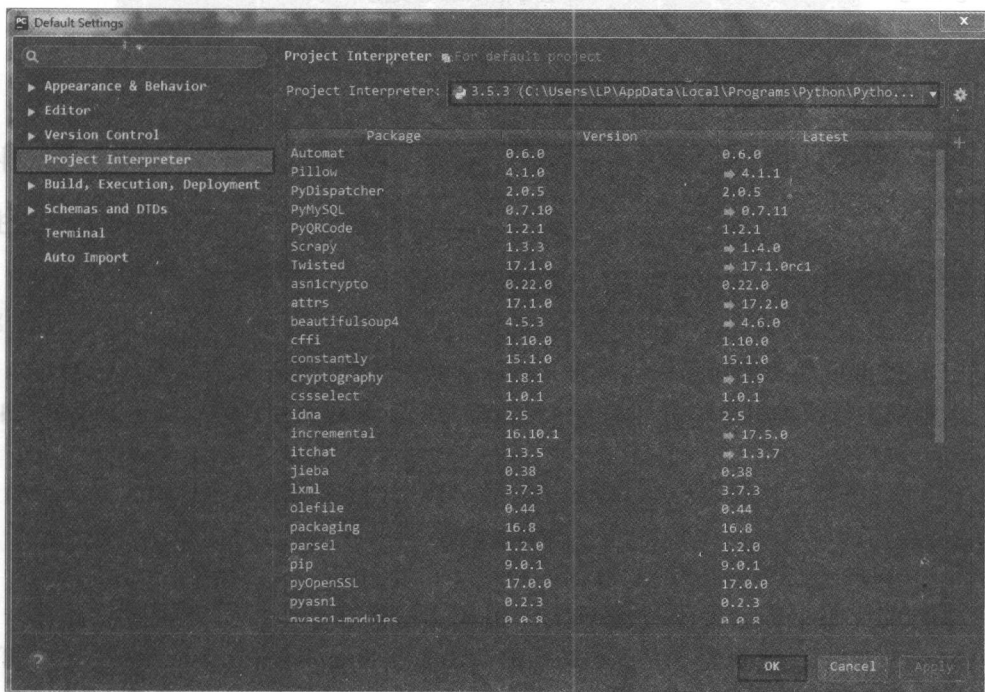 PC Default Settings
Project Interpreter For default project
Appearance & Behavior
Editor
Version Control
Project Interpreter
Build, Execution, Deployment
Schemas and DTDs
Terminal
Auto Import
Project Interpreter: 3.5.3 (C:\Users\LP\AppData\Local\Programs\Python\Pytho...
Package Version Latest
Automat 0.6.0 0.6.0
Pillow 4.1.0 4.1.1
PyDispatcher 2.0.5 2.0.5
PyMySQL 0.7.10 0.7.11
PyQRCode 1.2.1 1.2.1
Scrapy 1.3.3 1.4.0
Twisted 17.1.0 17.1.0rc1
asn1crypto 0.22.0 0.22.0
attrs 17.1.0 17.2.0
beautifulsoup4 4.5.3 4.6.0
cffi 1.10.0 1.10.0
constantly 15.1.0 15.1.0
cryptography 1.8.1 1.9
cssselect 1.0.1 1.0.1
idna 2.5 2.5
incremental 16.10.1 17.5.0
itchat 1.3.5 1.3.7
jieba 0.38 0.38
lxml 3.7.3 3.7.3
olefile 0.44 0.44
packaging 16.8 16.8
parsel 1.2.0 1.2.0
pip 9.0.1 9.0.1
pyOpenSSL 17.0.0 17.0.0
pyasn1 0.2.3 0.2.3
pyasn1-modules 0.0.8 0.0.8
? OK Cancel Apply